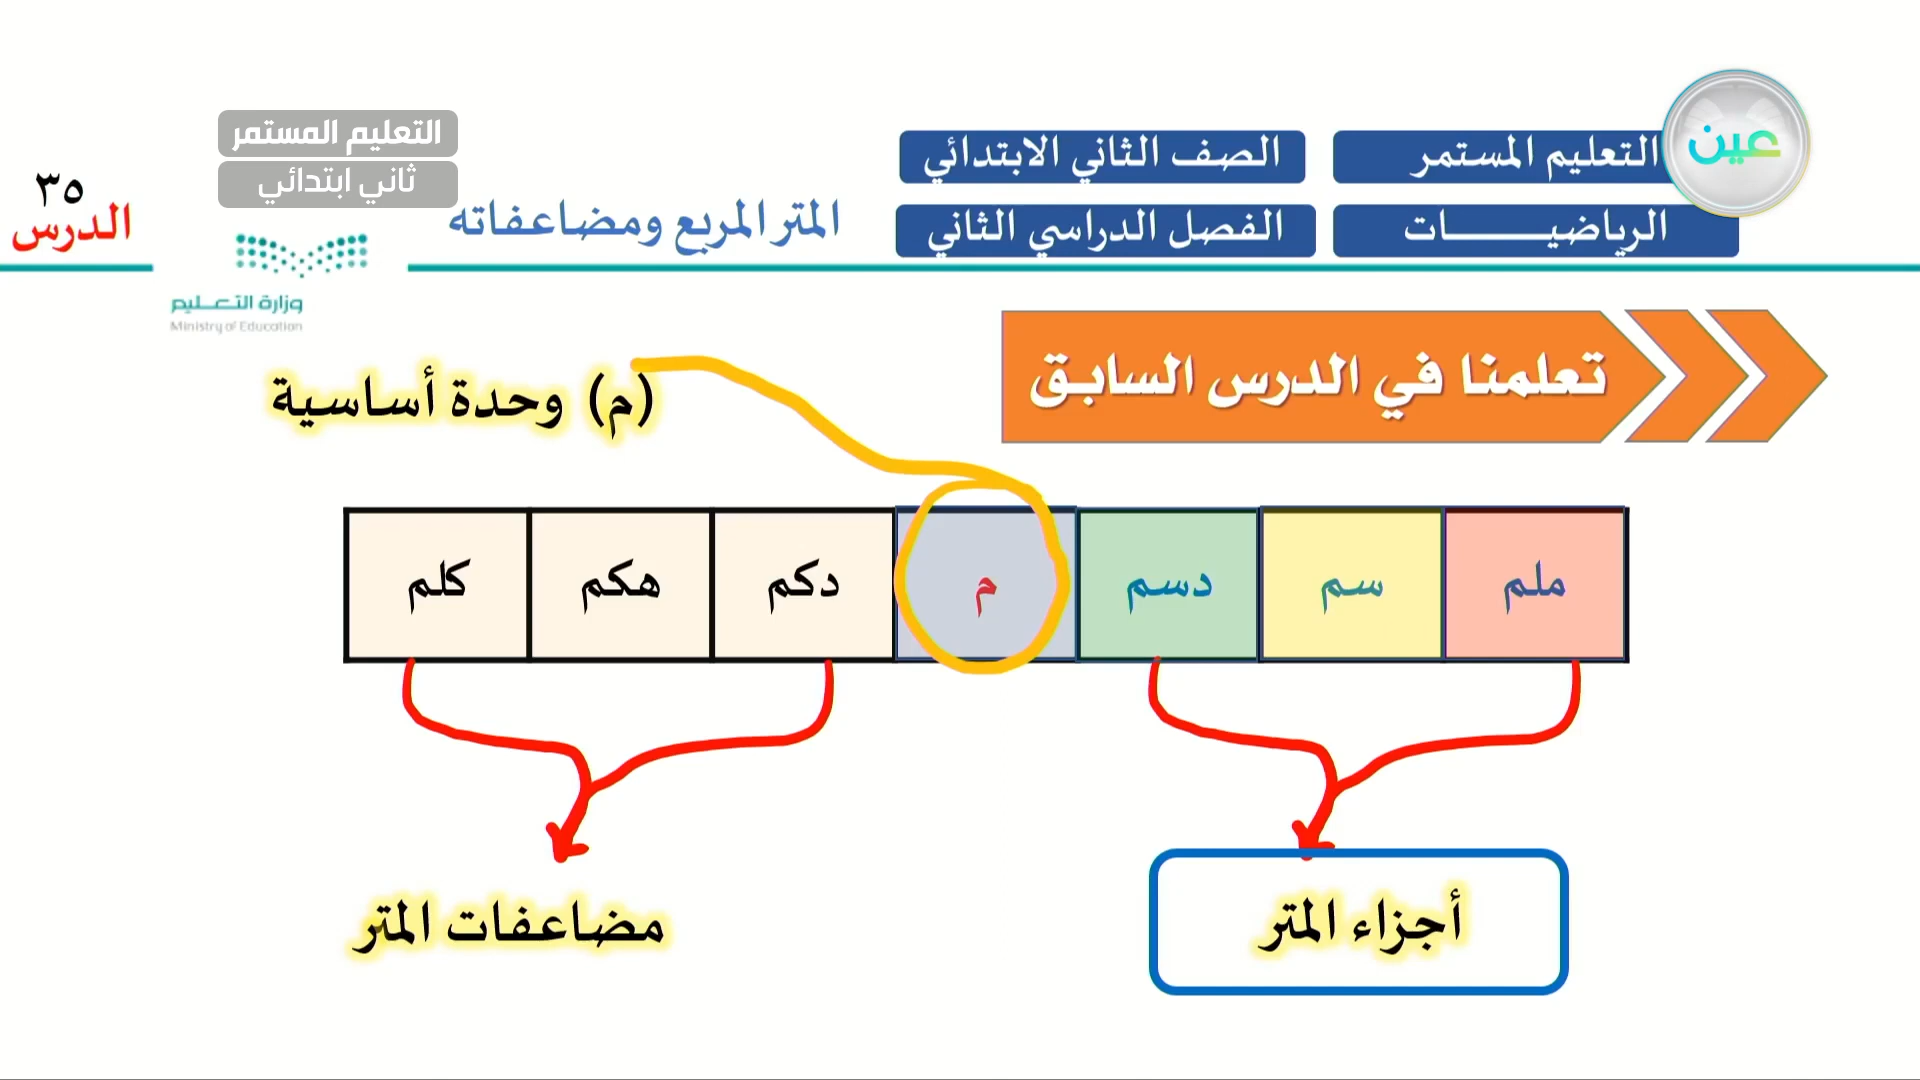 عين
التعليم المستمر
الصف الثاني الابتدائي
الرياضيـــــــات
الفصل الدراسي الثاني
المتر المربع ومضاعفاته
التعليم المستمر
ثاني ابتدائي
٣٥
الدرس
وزارة التعـــليم
Ministry of Education
تعلمنا في الدرس السابق
(م) وحدة أساسية
ملم
سم
دسم
م
دكم
هكم
كلم
أجزاء المتر
مضاعفات المتر